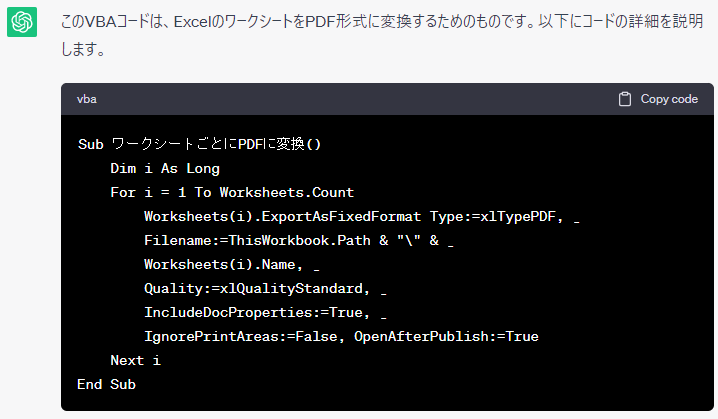 このVBAコードは、ExcelのワークシートをPDF形式に変換するためのものです。以下にコードの詳細を説明
します。
vba
Copy code
Sub ワークシートごとにPDFに変換()
    Dim i As Long
    For i = 1 To Worksheets.Count
        Worksheets(i).ExportAsFixedFormat Type:=xlTypePDF, _
        Filename:=ThisWorkbook.Path & "\" & _
        Worksheets(i).Name, _
        Quality:=xlQualityStandard, _
        IncludeDocProperties:=True, _
        IgnorePrintAreas:=False, OpenAfterPublish:=True
    Next i
End Sub